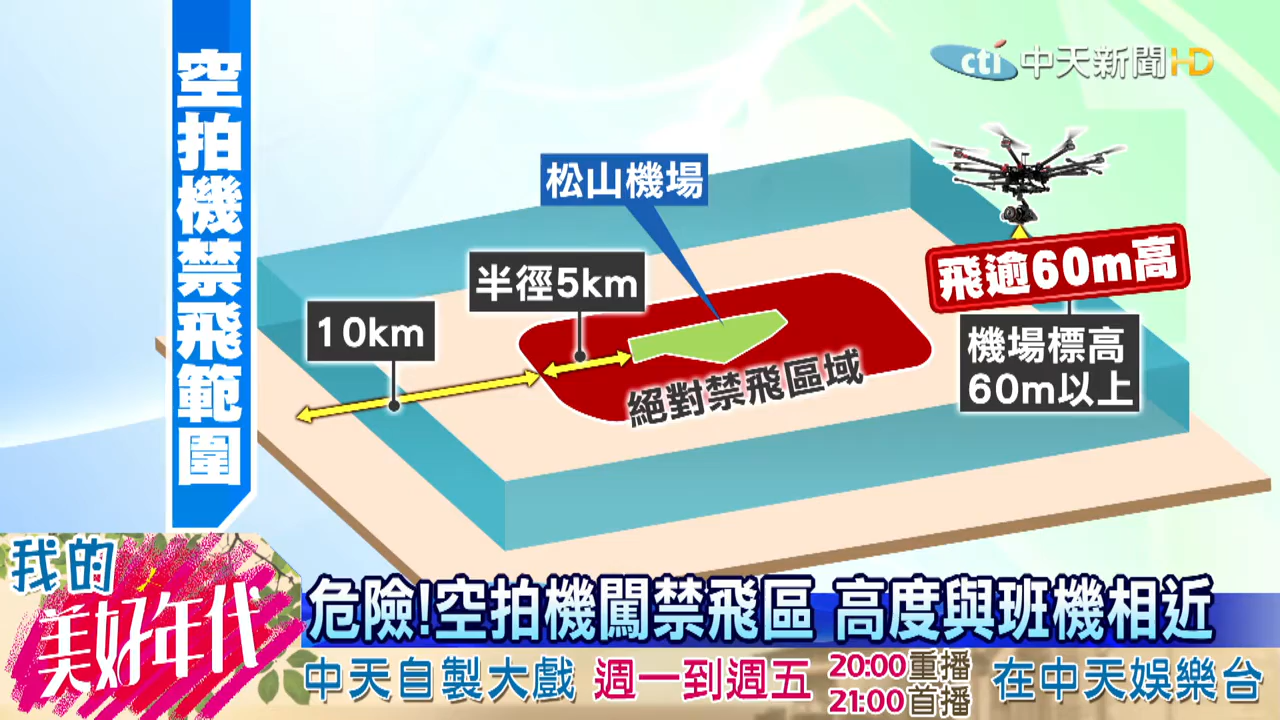 空拍機禁飛範圍
cti 中天新聞HD
松山機場
半徑5km
10km
絕對禁飛區域
飛逾60m高
機場標高
60m以上
我的
美好年代
危險!空拍機闖禁飛區 高度與班機相近
中天自製大戲 週一到週五 20:00重播 21:00首播 在中天娛樂台